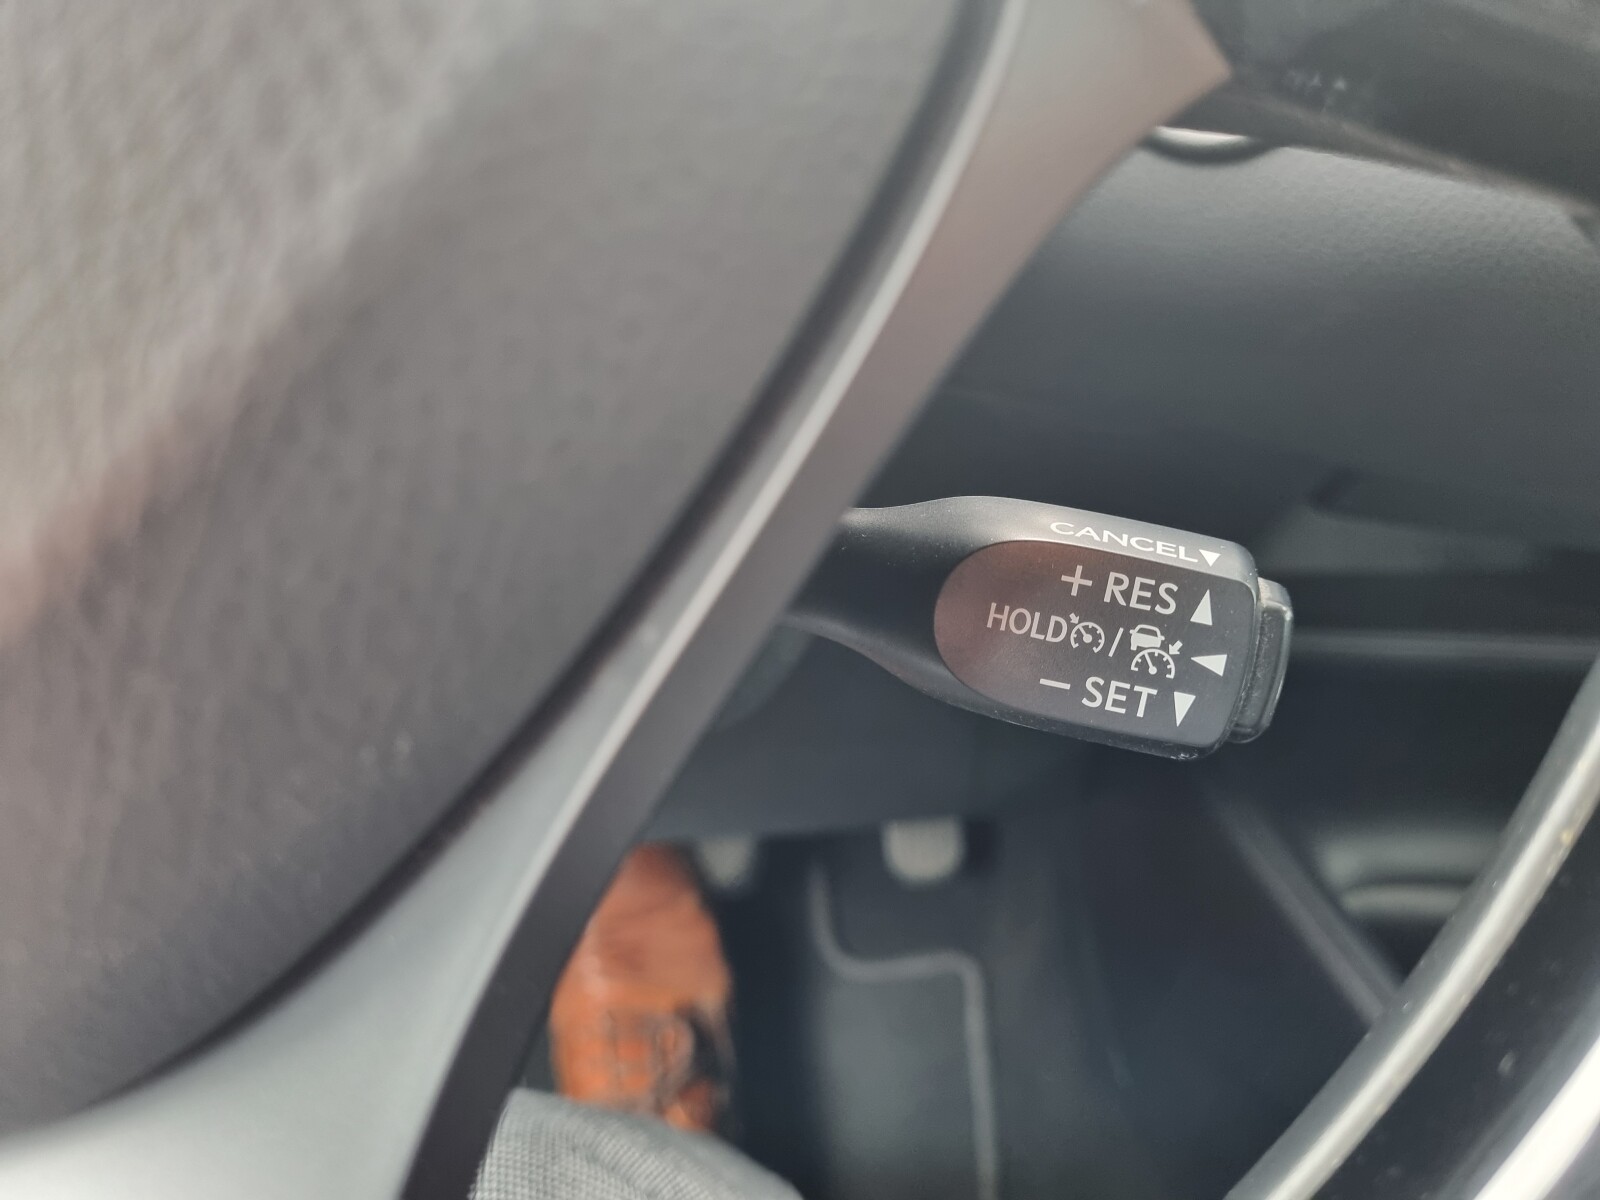 CANCEL▼
+ RES ▲
HOLD / ◀
− SET ▼